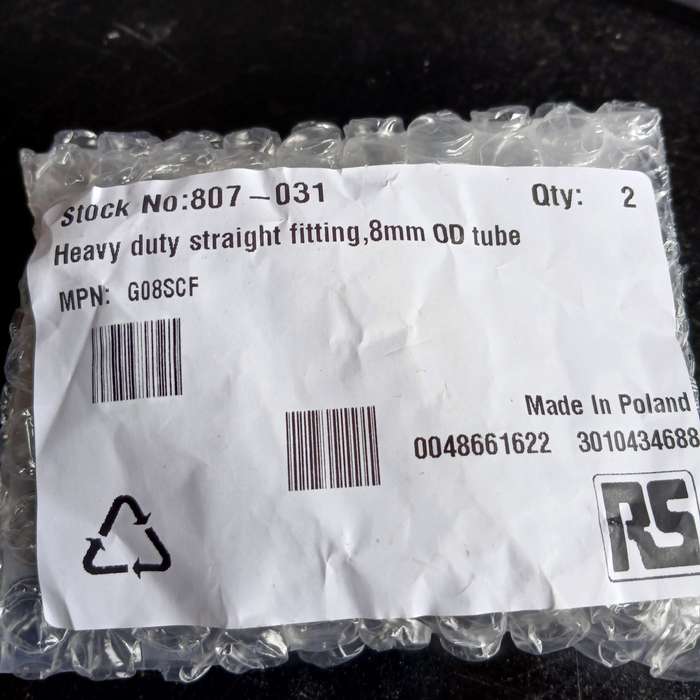 Stock No:807-031 Qty: 2
Heavy duty straight fitting,8mm OD tube
MPN: G08SCF
Made In Poland
0048661622 3010434688
RS